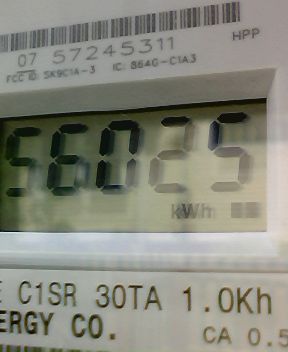 07 57245311
HPP
FCC ID: SK9C1A-3 IC: 864G-C1A3
56025
kWh
C1SR 30TA 1.0Kh
ERGY CO.
CA 0.5